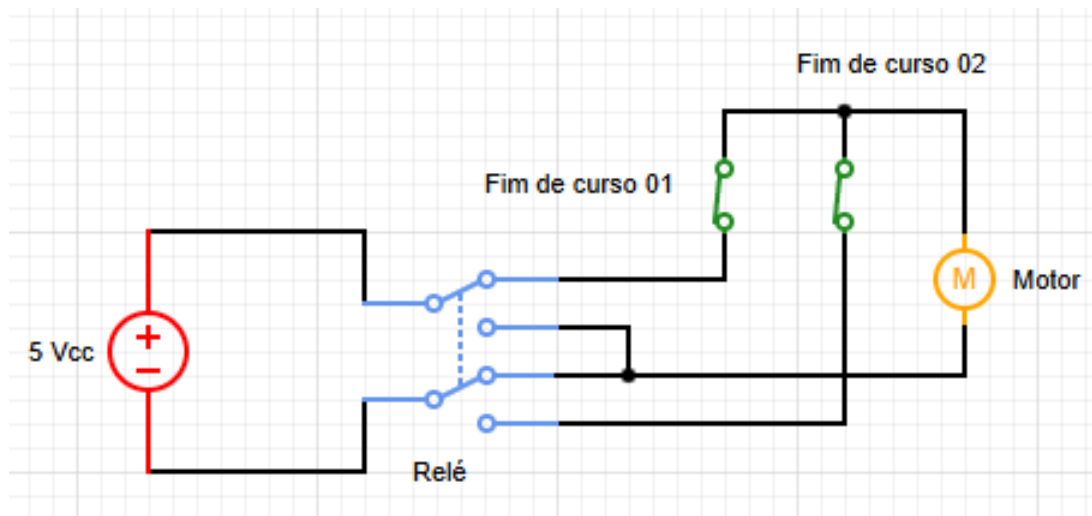 Fim de curso 02
Fim de curso 01
M
Motor
5 Vcc
Relé